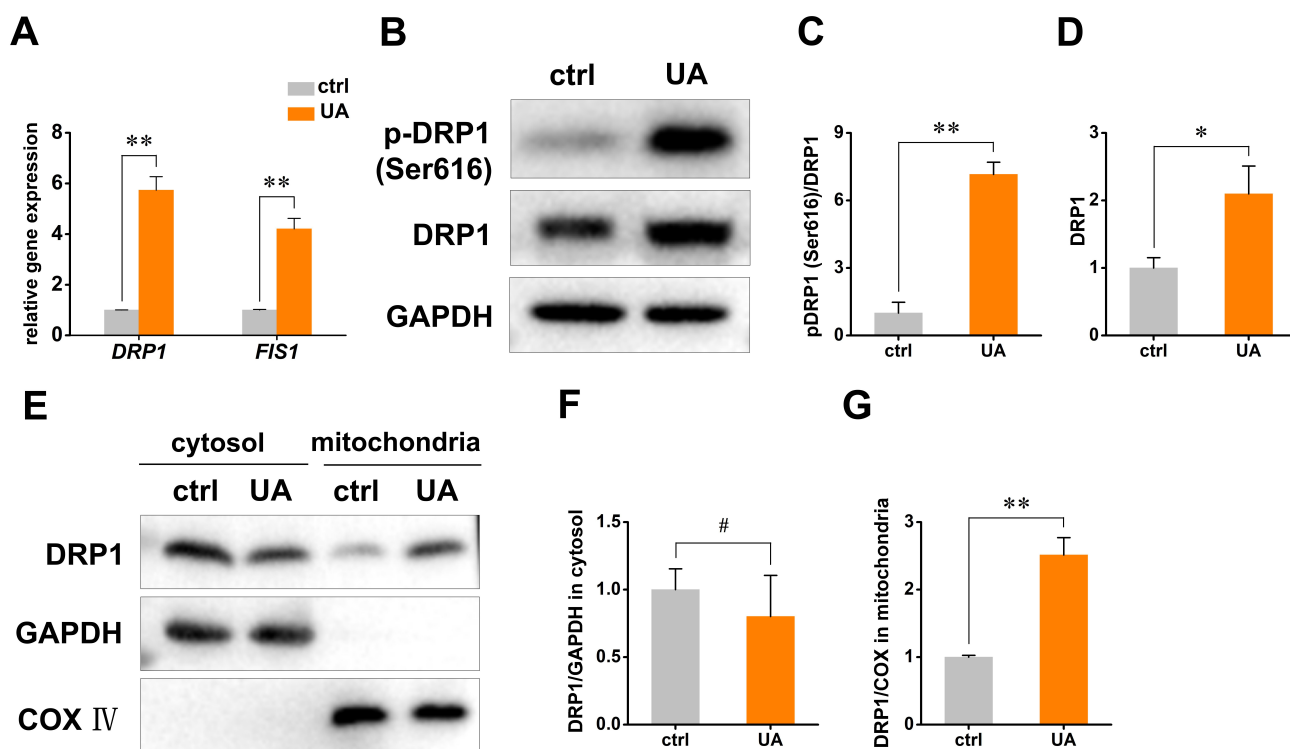 A
ctrl
UA
relative gene expression
8
6
4
2
0
**
**
DRP1
FIS1
B
ctrl
UA
p-DRP1
(Ser616)
DRP1
GAPDH
C
pDRP1 (Ser616)/DRP1
9
6
3
0
**
ctrl
UA
D
DRP1
3
2
1
0
*
ctrl
UA
E
cytosol
mitochondria
ctrl
UA
ctrl
UA
DRP1
GAPDH
COX Ⅳ
F
DRP1/GAPDH in cytosol
1.5
1.0
0.5
0.0
#
ctrl
UA
G
DRP1/COX in mitochondria
3
2
1
0
**
ctrl
UA